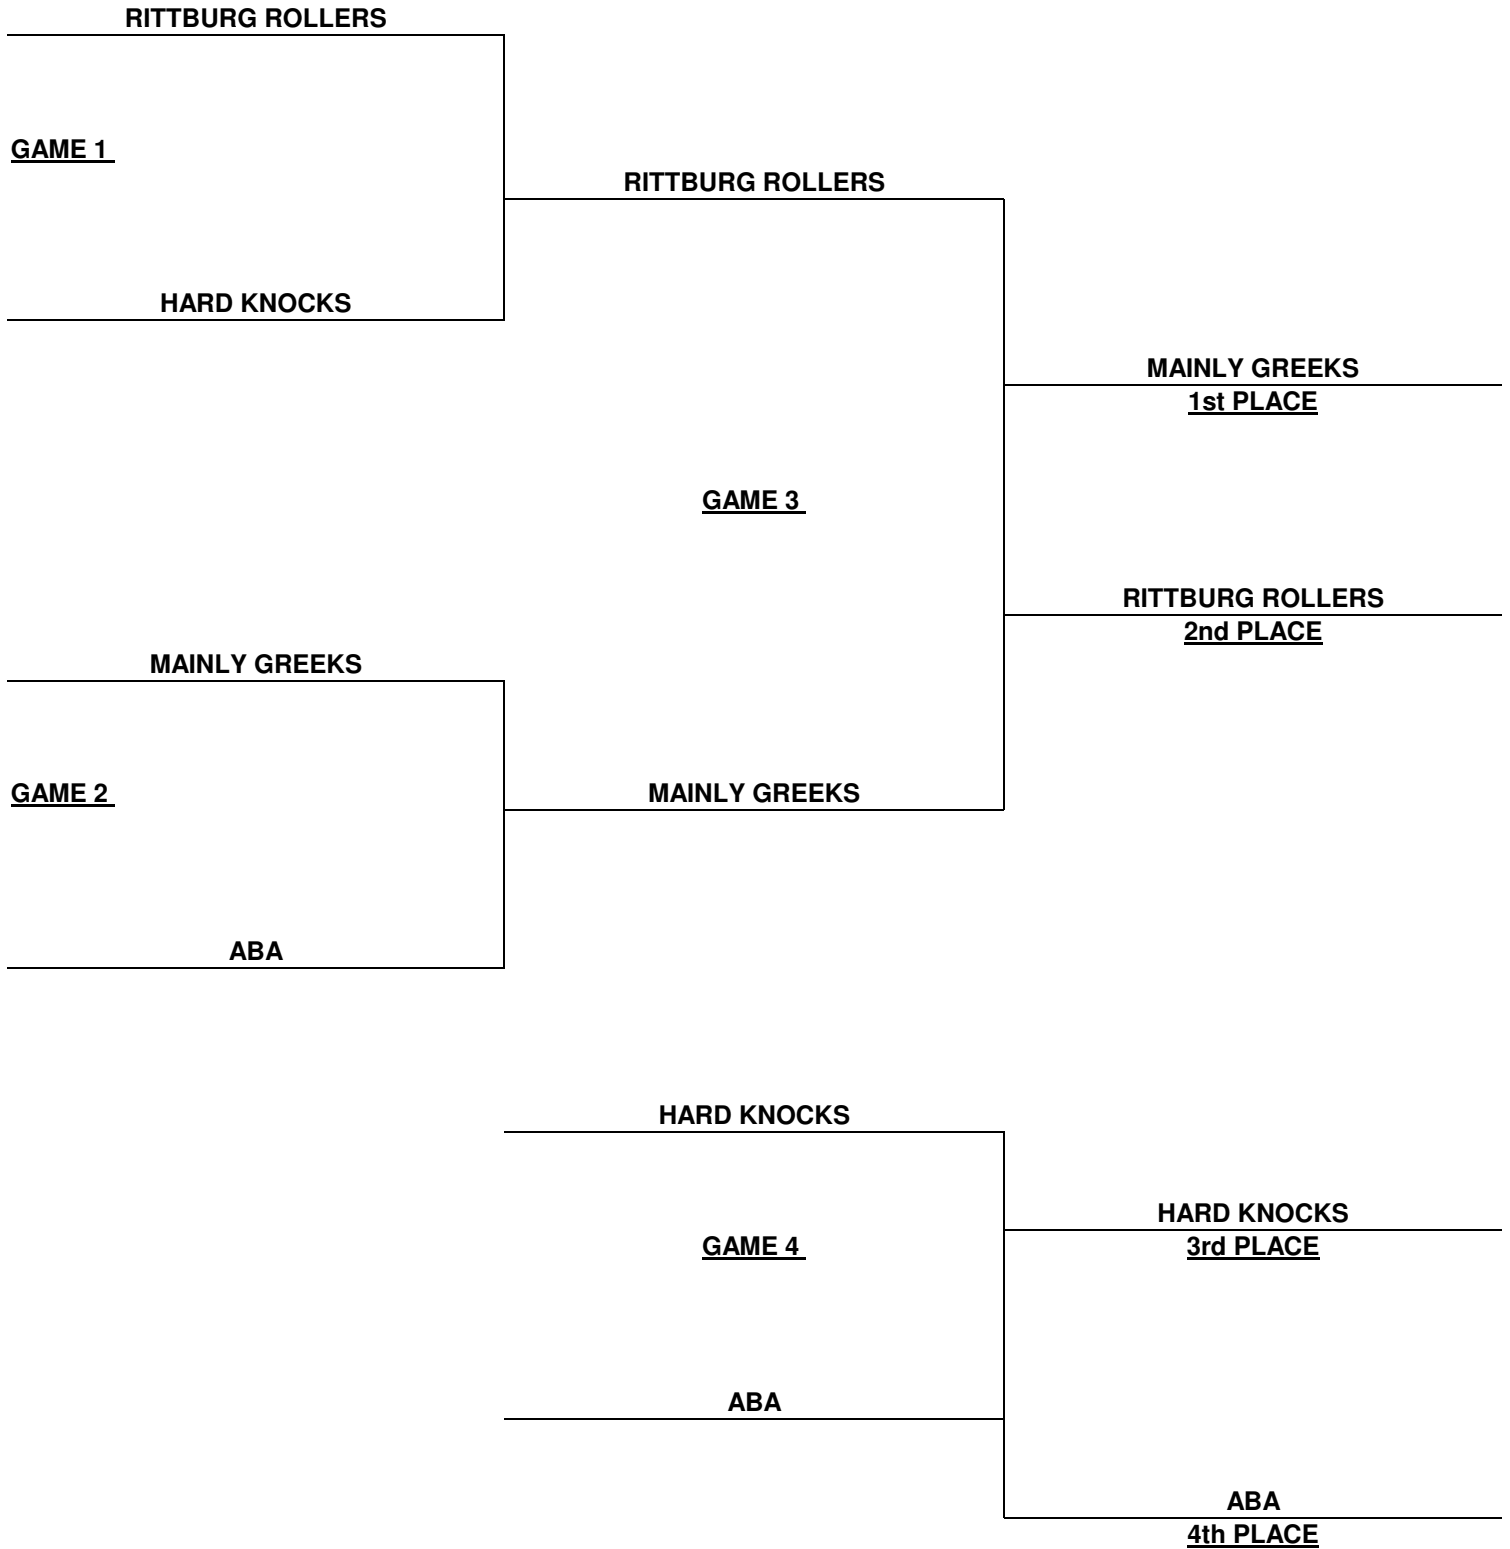 RITTBURG ROLLERS
GAME 1
RITTBURG ROLLERS
HARD KNOCKS
MAINLY GREEKS
1st PLACE
GAME 3
RITTBURG ROLLERS
2nd PLACE
MAINLY GREEKS
GAME 2
MAINLY GREEKS
ABA
HARD KNOCKS
HARD KNOCKS
GAME 4
3rd PLACE
ABA
ABA
4th PLACE